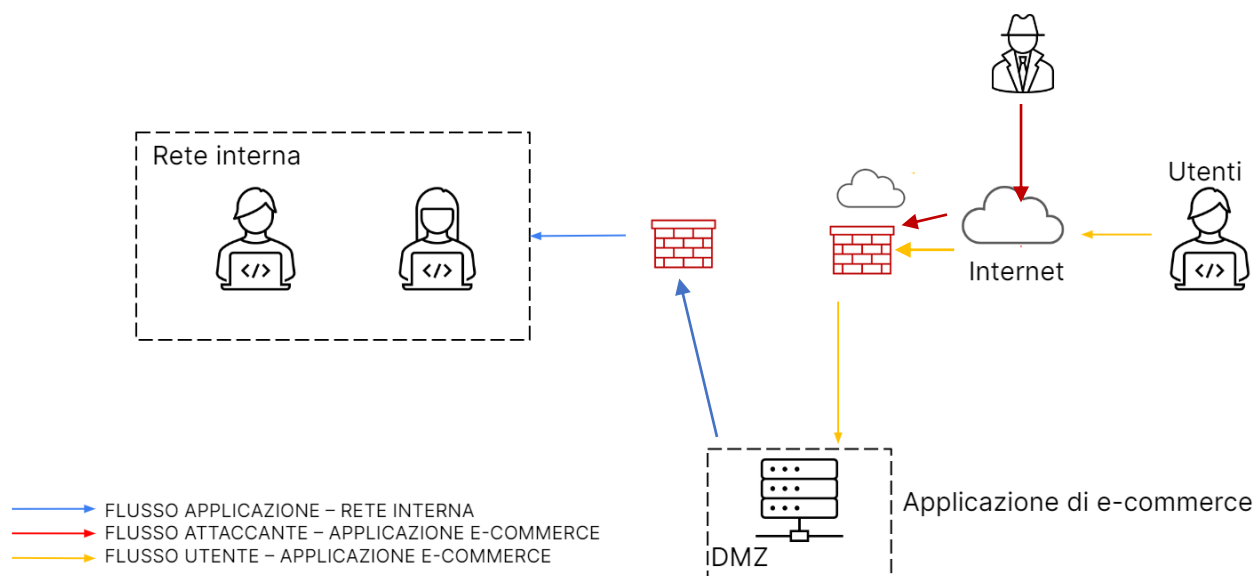 Rete interna
</>
</>
Utenti
</>
Internet
Applicazione di e-commerce
DMZ
FLUSSO APPLICAZIONE – RETE INTERNA
FLUSSO ATTACCANTE – APPLICAZIONE E-COMMERCE
FLUSSO UTENTE – APPLICAZIONE E-COMMERCE